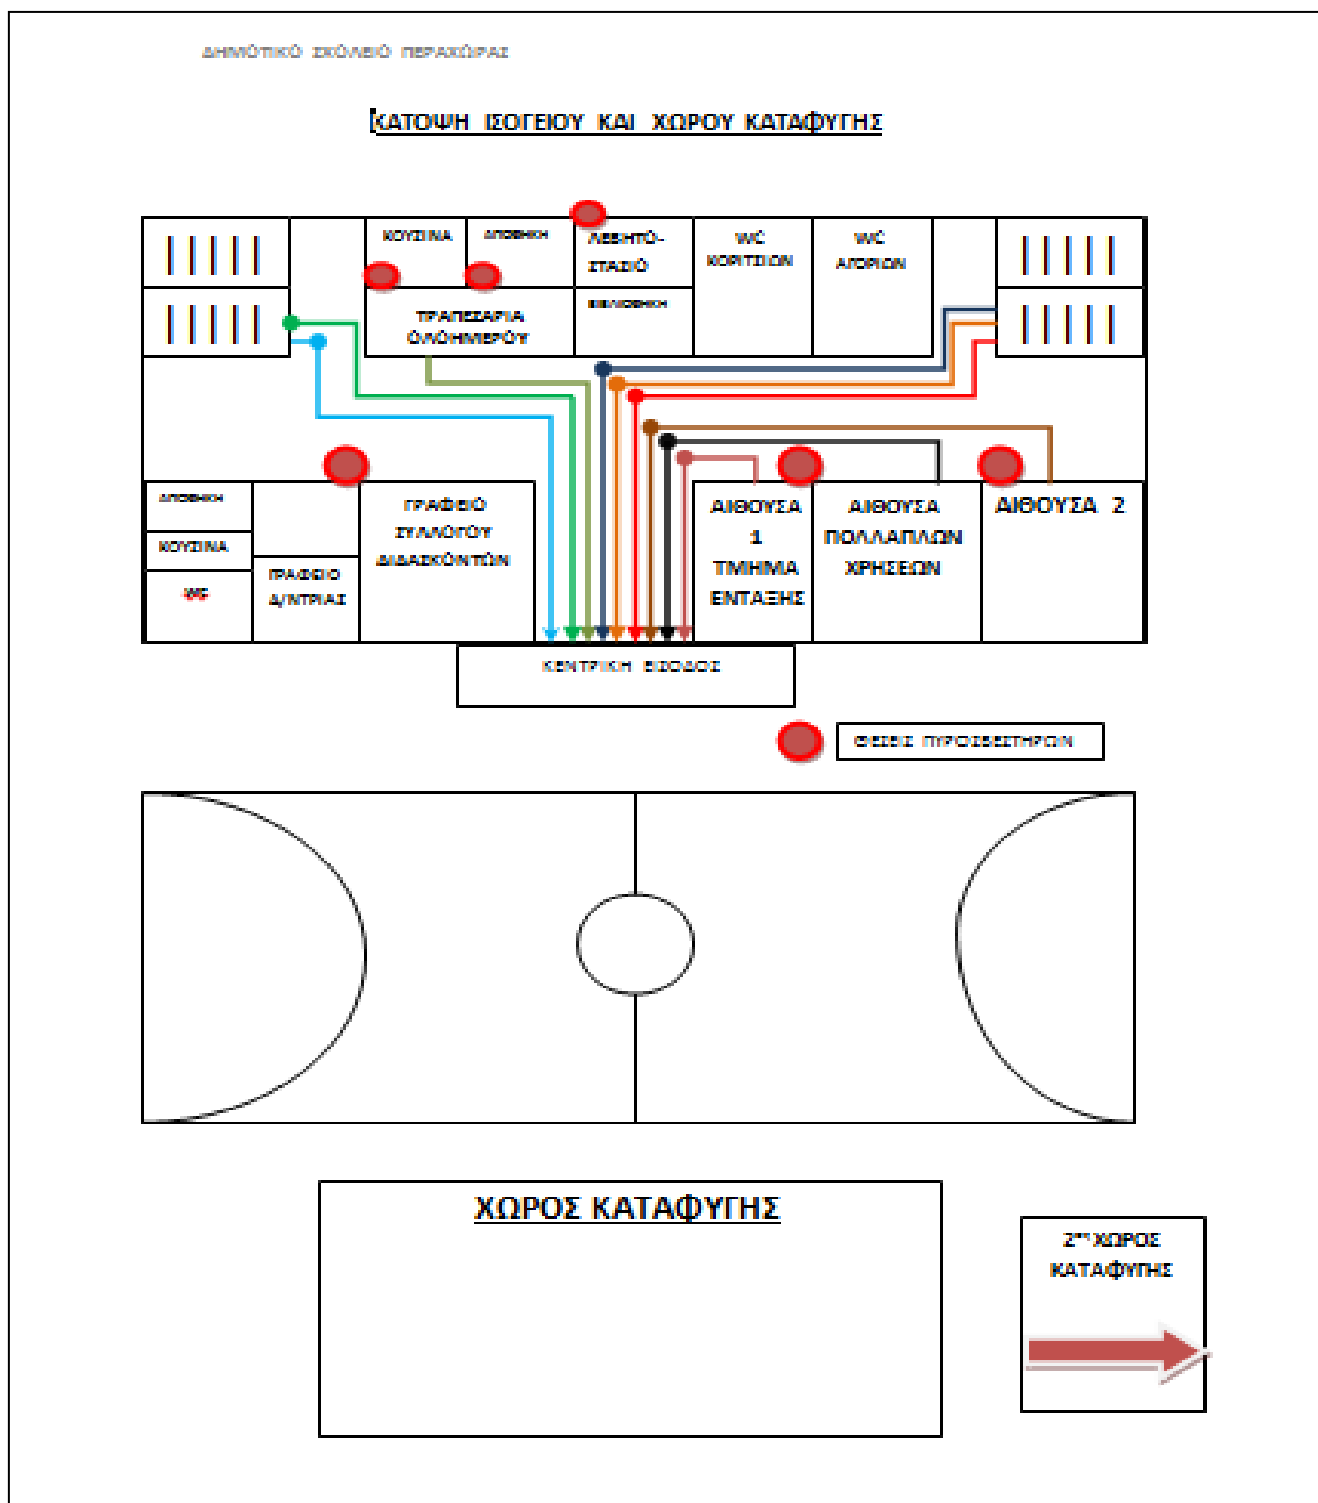 ΔΗΜΟΤΙΚΟ ΣΧΟΛΕΙΟ ΠΕΡΑΧΩΡΑΣ
ΚΑΤΟΨΗ ΙΣΟΓΕΙΟΥ ΚΑΙ ΧΩΡΟΥ ΚΑΤΑΦΥΓΗΣ
ΚΟΥΖΙΝΑ
ΑΠΟΘΗΚΗ
ΛΕΒΗΤΟ-
ΣΤΑΣΙΟ
WC
ΚΟΡΙΤΣΙΩΝ
WC
ΑΓΟΡΙΩΝ
ΤΡΑΠΕΖΑΡΙΑ
ΟΛΟΗΜΕΡΟΥ
ΒΙΒΛΙΟΘΗΚΗ
ΑΠΟΘΗΚΗ
ΚΟΥΖΙΝΑ
WC
ΓΡΑΦΕΙΟ
Δ/ΝΤΡΙΑΣ
ΓΡΑΦΕΙΟ
ΣΥΛΛΟΓΟΥ
ΔΙΔΑΣΚΟΝΤΩΝ
ΑΙΘΟΥΣΑ
1
ΤΜΗΜΑ
ΕΝΤΑΞΗΣ
ΑΙΘΟΥΣΑ
ΠΟΛΛΑΠΛΩΝ
ΧΡΗΣΕΩΝ
ΑΙΘΟΥΣΑ 2
ΚΕΝΤΡΙΚΗ ΕΙΣΟΔΟΣ
ΘΕΣΕΙΣ ΠΥΡΟΣΒΕΣΤΗΡΩΝ
ΧΩΡΟΣ ΚΑΤΑΦΥΓΗΣ
2ος ΧΩΡΟΣ
ΚΑΤΑΦΥΓΗΣ